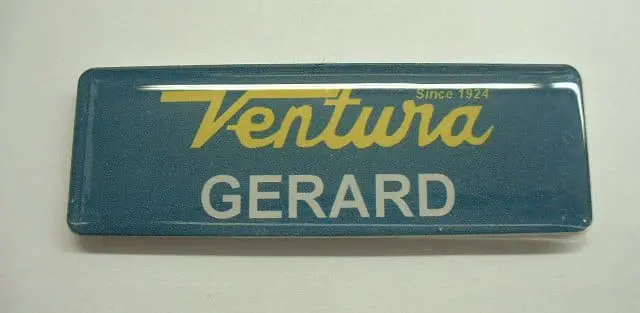 Since 1924
Ventura
GERARD